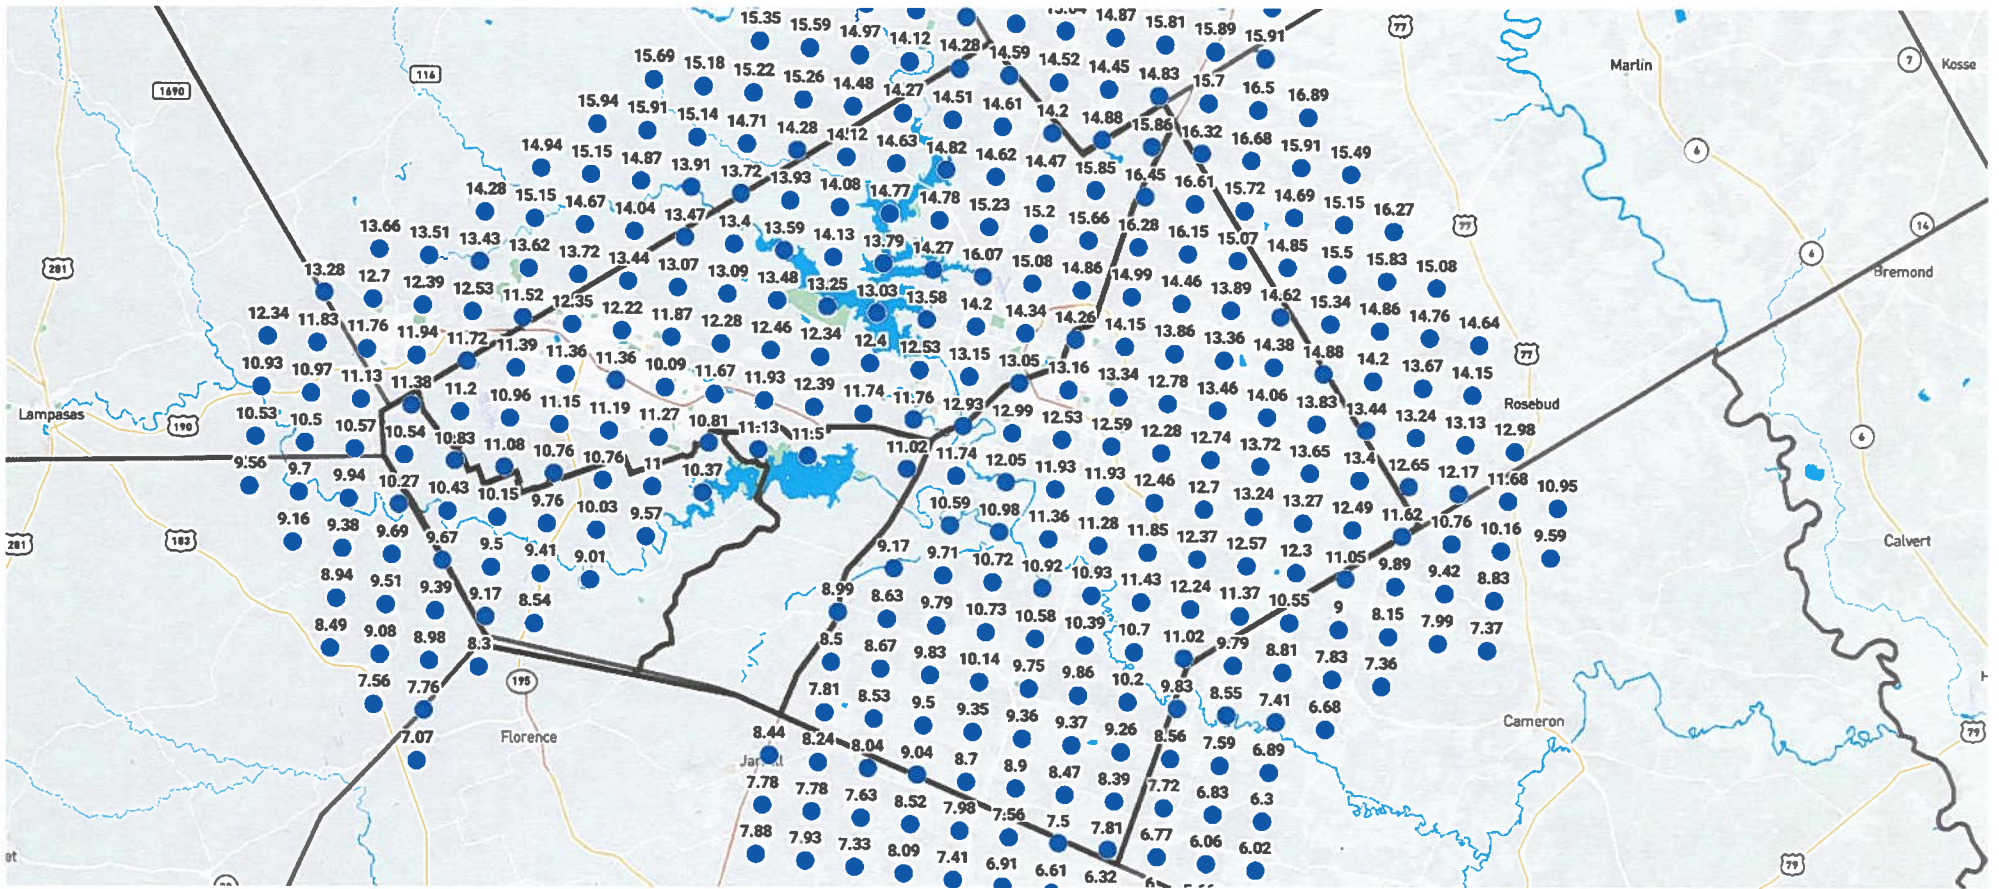 15.35 15.59 14.97 14.12 14.28 14.59 14.52 14.45 14.83 15.7 16.5 16.89
14.87 15.81 15.89 15.91
15.69 15.18 15.22 15.26 14.48 14.27 14.51 14.61 14.2 14.88 15.86 16.32 16.68 15.91 15.49
15.94 15.91 15.14 14.71 14.28 14.12 14.63 14.82 14.62 14.47 15.85 16.45 16.61 15.72 14.69 15.15 16.27
14.94 15.15 14.87 13.91 13.72 13.93 14.08 14.77 14.78 15.23 15.2 15.66 16.28 16.15 15.07 14.85 15.5 15.83 15.08
14.28 15.15 14.67 14.04 13.47 13.4 13.59 14.13 13.79 14.27 16.07 15.08 14.86 14.99 14.46 13.89 14.62 15.34 14.86 14.76 14.64
13.66 13.51 13.43 13.62 13.72 13.44 13.07 13.09 13.48 13.25 13.03 13.58 14.2 14.34 14.26 14.15 13.86 13.36 14.38 14.88 14.2 13.67 14.15
13.28 12.7 12.39 12.53 11.52 12.35 12.22 11.87 12.28 12.46 12.34 12.4 12.53 13.15 13.05 13.16 13.34 12.78 13.46 14.06 13.83 13.44 13.24 13.13 12.98
12.34 11.83 11.76 11.94 11.72 11.39 11.36 11.36 10.09 11.67 11.93 12.39 11.74 11.76 12.93 12.99 12.53 12.59 12.28 12.74 13.72 13.65 13.4 12.65 12.17 11.68 10.95
10.93 10.97 11.13 11.38 11.2 10.96 11.15 11.19 11.27 10.81 11.13 11.5
11.02 11.74 12.05 11.93 11.93 12.46 12.7 13.24 13.27 12.49 11.62 10.76 10.16 9.59
10.53 10.5 10.57 10.54 10.83 11.08 10.76 10.76 11 10.37
10.59 10.98 11.36 11.28 11.85 12.37 12.57 12.3 11.05 9.89 9.42 8.83
9.56 9.7 9.94 10.27 10.43 10.15 9.76 10.03 9.57
9.17 9.71 10.72 10.92 10.93 11.43 12.24 11.37 10.55 9 8.15 7.99 7.37
9.16 9.38 9.69 9.67 9.5 9.41 9.01
8.99 8.63 9.79 10.73 10.58 10.39 10.7 11.02 9.79 8.81 7.83 7.36
8.94 9.51 9.39 9.17 8.54
8.5 8.67 9.83 10.14 9.75 9.86 10.2 9.83 8.55 7.41 6.68
8.49 9.08 8.98 8.3
7.81 8.53 9.5 9.35 9.36 9.37 9.26 8.56 7.59 6.89
7.56 7.76
8.44 8.24 8.04 9.04 8.7 8.9 8.47 8.39 7.72 6.83 6.3
7.07
7.78 7.78 7.63 8.52 7.98 7.56 7.5 7.81 6.77 6.06 6.02
7.88 7.93 7.33 8.09 7.41 6.91 6.61 6.32
1690
116
77
Marlin
7
Kosse
6
281
77
14
6
Bremond
77
Lampasas
190
Rosebud
6
281
183
Calvert
195
Florence
Cameron
79
79